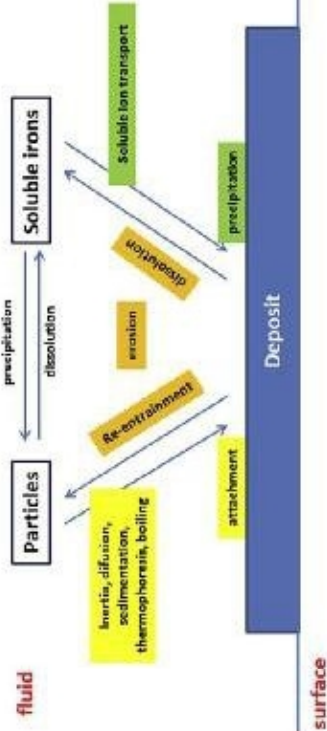 fluid
Particles
precipitation
dissolution
Soluble irons
Inertia, difusion,
sedimentation,
thermophoresis, boiling
Re-entrainment
erosion
dissolution
Soluble ion transport
attachment
precipitation
Deposit
surface